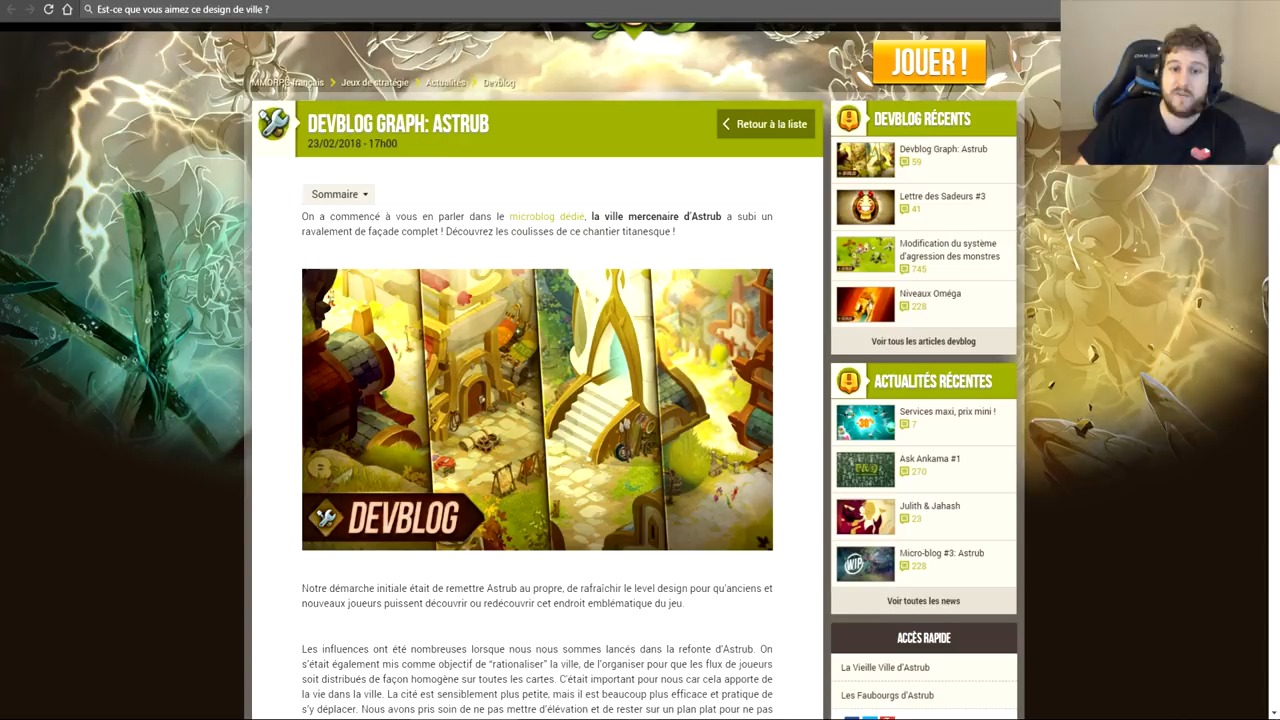 Est-ce que vous aimez ce design de ville ?
JOUER !
MMORPG français
Jeux de stratégie
Actualités
Devblog
DEVBLOG GRAPH: ASTRUB
23/02/2018 - 17h00
Retour à la liste
Sommaire
On a commencé à vous en parler dans le microblog dédié, la ville mercenaire d'Astrub a subi un
ravalement de façade complet ! Découvrez les coulisses de ce chantier titanesque !
DEVBLOG
Notre démarche initiale était de remettre Astrub au propre, de rafraîchir le level design pour qu'anciens et
nouveaux joueurs puissent découvrir ou redécouvrir cet endroit emblématique du jeu.
Les influences ont été nombreuses lorsque nous nous sommes lancés dans la refonte d'Astrub. On
s'était également mis comme objectif de "rationaliser" la ville, de l'organiser pour que les flux de joueurs
soit distribués de façon homogène sur toutes les cartes. C'était important pour nous car cela apporte de
la vie dans la ville. La cité est sensiblement plus petite, mais il est beaucoup plus efficace et pratique de
s'y déplacer. Nous avons pris soin de ne pas mettre d'élévation et de rester sur un plan plat pour ne pas
DEVBLOG RÉCENTS
Devblog Graph: Astrub
59
Lettre des Sadeurs #3
41
Modification du système
d'agression des monstres
745
Niveaux Oméga
228
Voir tous les articles devblog
ACTUALITÉS RÉCENTES
Services maxi, prix mini !
7
Ask Ankama #1
270
Julith & Jahash
23
WIP
Micro-blog #3: Astrub
228
Voir toutes les news
ACCÈS RAPIDE
La Vieille Ville d'Astrub
Les Faubourgs d'Astrub